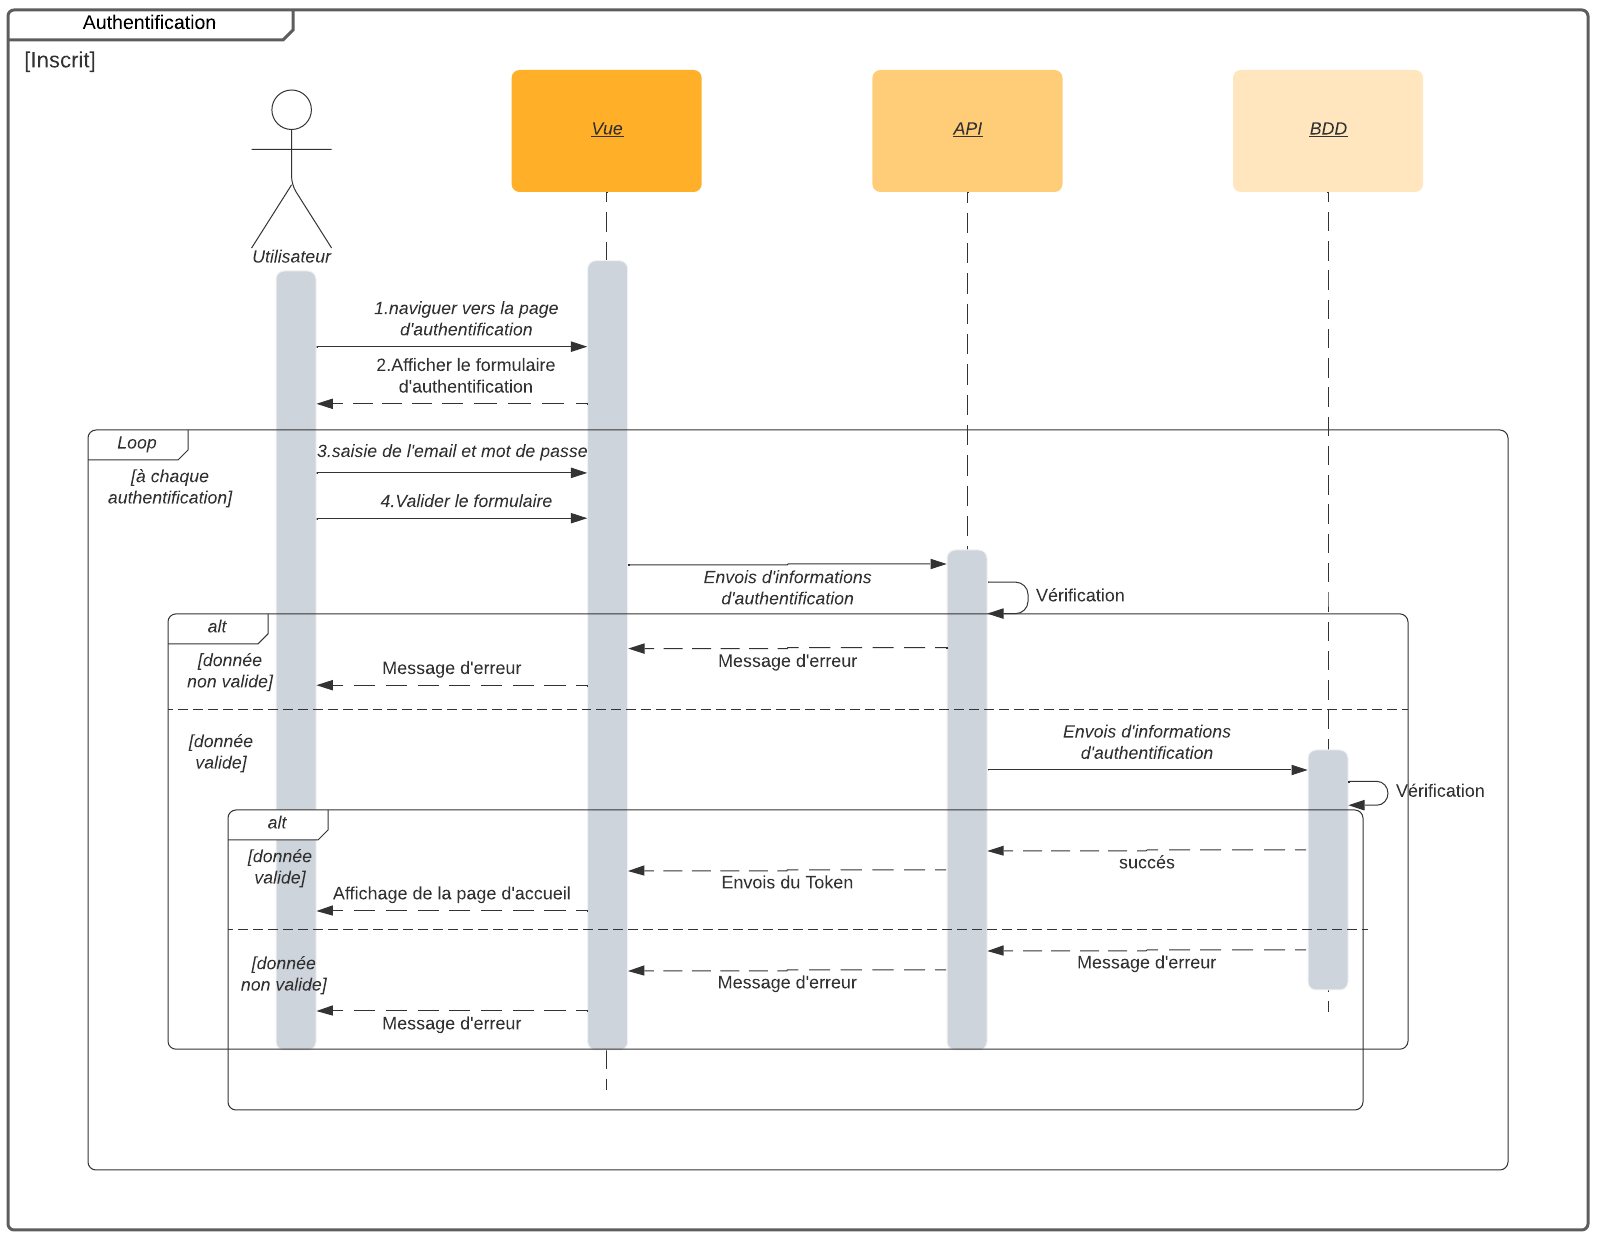 Authentification
[Inscrit]
Vue
API
BDD
Utilisateur
1.naviguer vers la page
d'authentification
2.Afficher le formulaire
d'authentification
Loop
[à chaque
authentification]
3.saisie de l'email et mot de passe
4.Valider le formulaire
Envois d'informations
d'authentification
Vérification
alt
[donnée
non valide]
Message d'erreur
Message d'erreur
[donnée
valide]
Envois d'informations
d'authentification
Vérification
alt
[donnée
valide]
succés
Envois du Token
Affichage de la page d'accueil
[donnée
non valide]
Message d'erreur
Message d'erreur
Message d'erreur